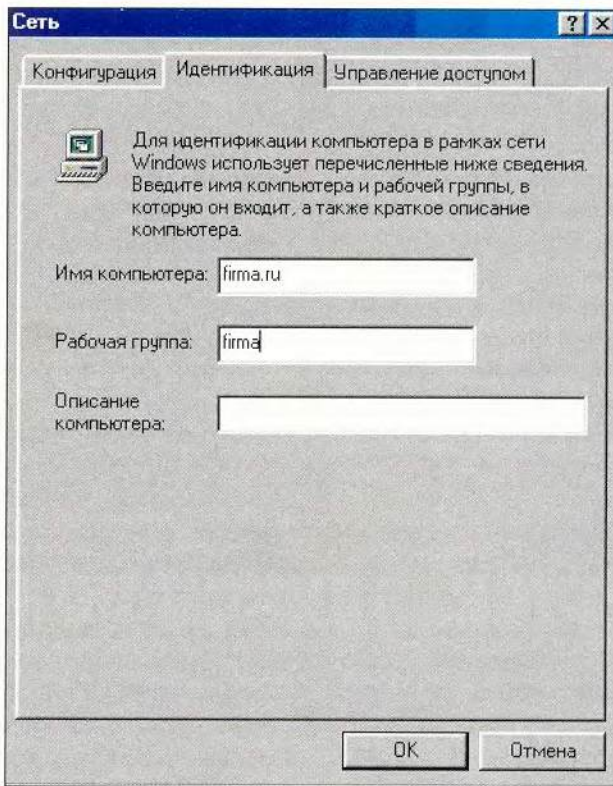 Сеть
Конфигурация Идентификация Управление доступом
Для идентификации компьютера в рамках сети
Windows использует перечисленные ниже сведения.
Введите имя компьютера и рабочей группы, в
которую он входит, а также краткое описание
компьютера.
Имя компьютера: firma.ru
Рабочая группа: firma
Описание
компьютера:
OK Отмена